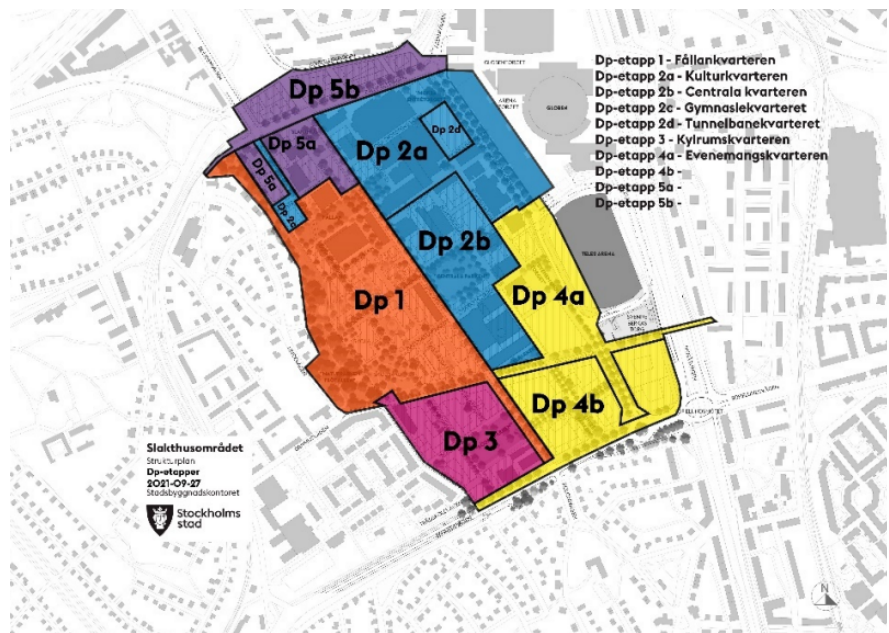 Dp-etapp 1 - Fållankvarteren
Dp-etapp 2a - Kulturkvarteren
Dp-etapp 2b - Centrala kvarteren
Dp-etapp 2c - Gymnasiekvarteret
Dp-etapp 2d - Tunnelbanekvarteret
Dp-etapp 3 - Kylrumskvarteren
Dp-etapp 4a - Evenemangskvarteren
Dp-etapp 4b -
Dp-etapp 5a -
Dp-etapp 5b -
Dp 5b
Dp 5a
Dp 5a
Dp 2c
Dp 2a
Dp 2d
Dp 2b
Dp 1
Dp 4a
Dp 4b
Dp 3
GLOBEN
TELE2 ARENA
Slakthusområdet
Strukturplan
Dp-etapper
2021-09-27
Stadsbyggnadskontoret
Stockholms
stad
N